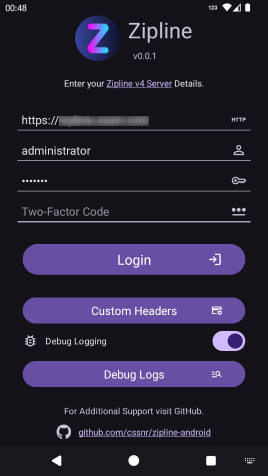 00:48
123
Zipline
v0.0.1
Enter your Zipline v4 Server Details.
https://
HTTP
administrator
•••••••
Two-Factor Code
Login
Custom Headers
Debug Logging
Debug Logs
For Additional Support visit GitHub.
github.com/cssnr/zipline-android